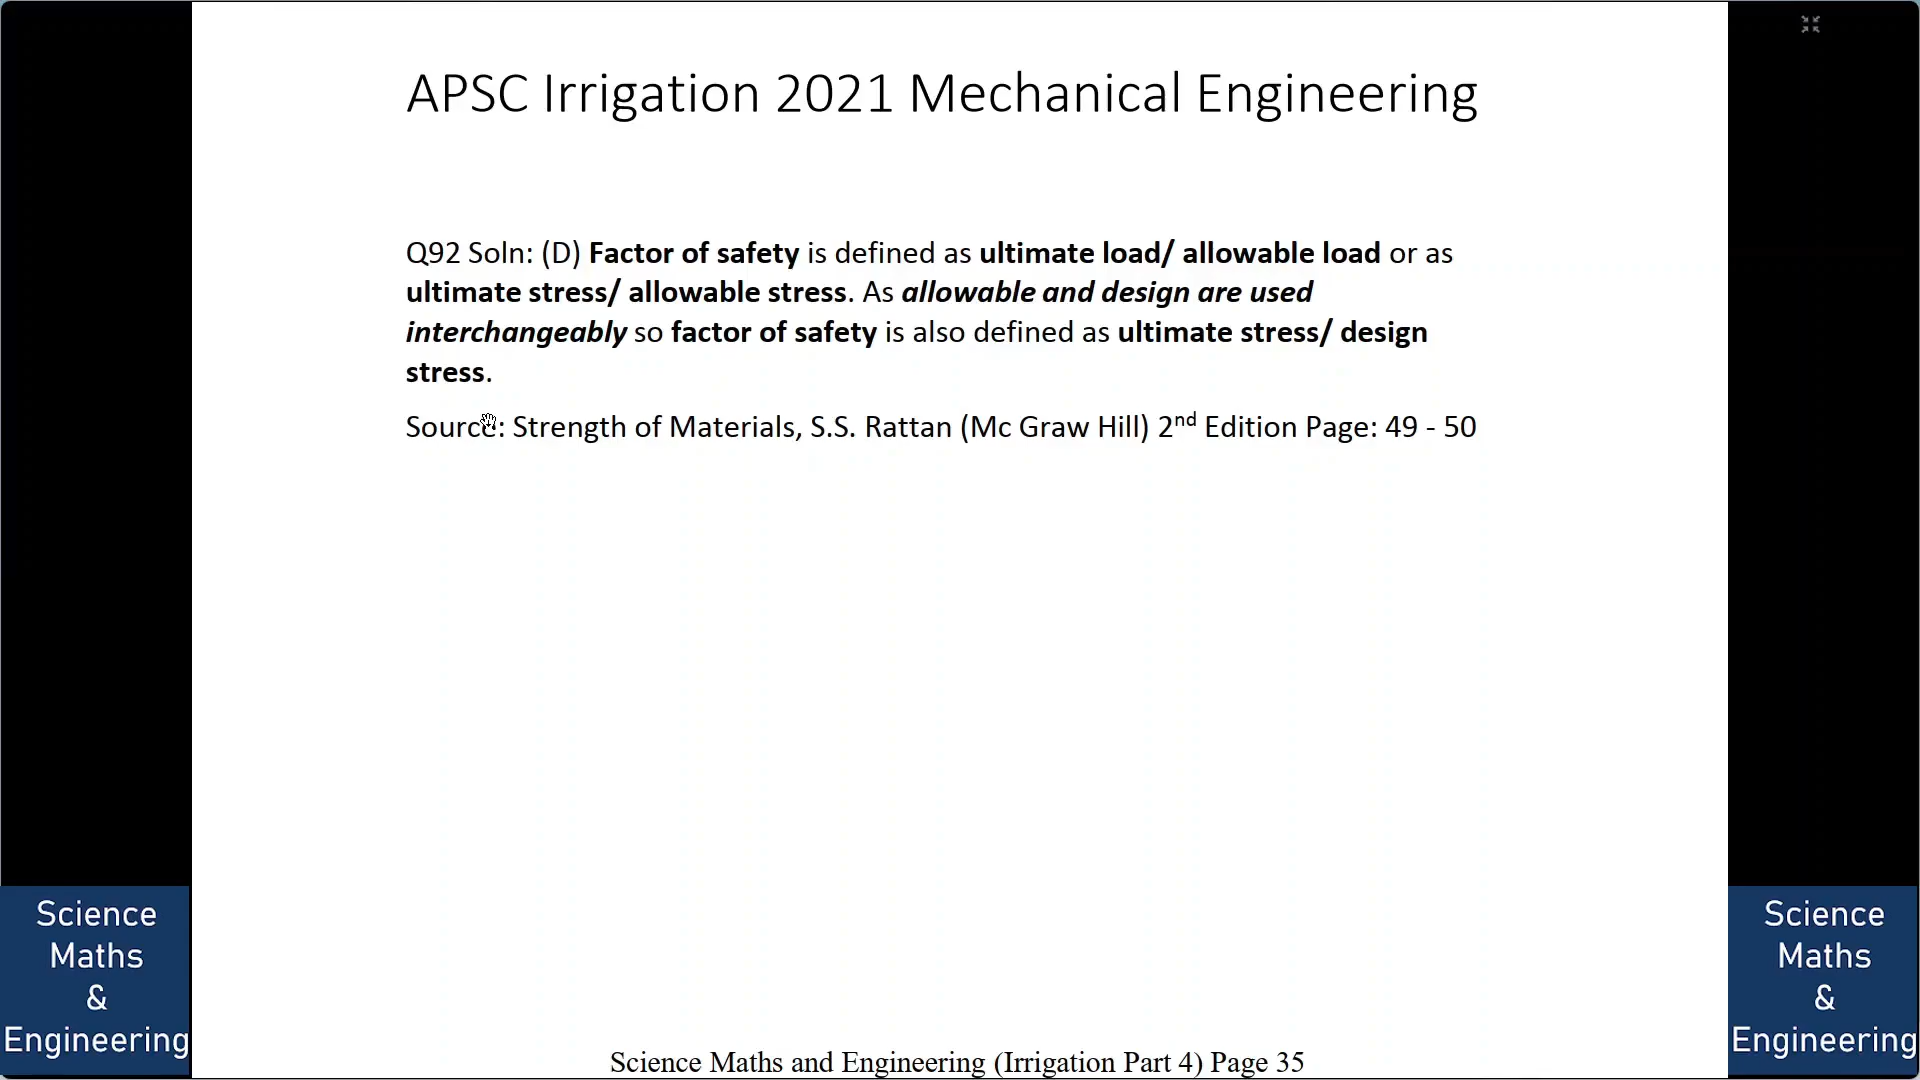 APSC Irrigation 2021 Mechanical Engineering
Q92 Soln: (D) Factor of safety is defined as ultimate load/ allowable load or as
ultimate stress/ allowable stress. As allowable and design are used
interchangeably so factor of safety is also defined as ultimate stress/ design
stress.
Source: Strength of Materials, S.S. Rattan (Mc Graw Hill) 2nd Edition Page: 49 - 50
Science
Maths
&
Engineering
Science
Maths
&
Engineering
Science Maths and Engineering (Irrigation Part 4) Page 35